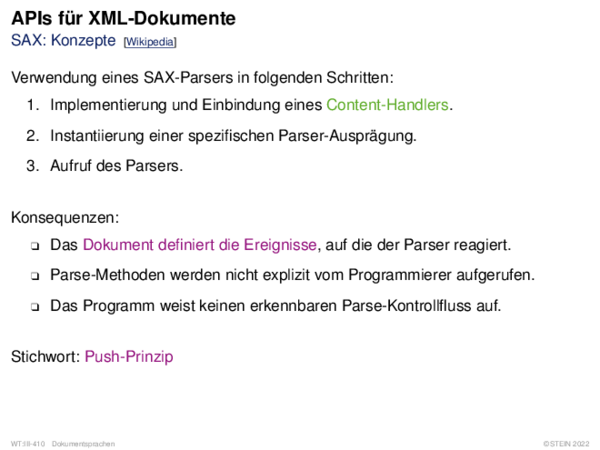 APIs für XML-Dokumente
SAX: Konzepte [Wikipedia]
Verwendung eines SAX-Parsers in folgenden Schritten:
1. Implementierung und Einbindung eines Content-Handlers.
2. Instantiierung einer spezifischen Parser-Ausprägung.
3. Aufruf des Parsers.
Konsequenzen:
❑ Das Dokument definiert die Ereignisse, auf die der Parser reagiert.
❑ Parse-Methoden werden nicht explizit vom Programmierer aufgerufen.
❑ Das Programm weist keinen erkennbaren Parse-Kontrollfluss auf.
Stichwort: Push-Prinzip
WT:III-410 Dokumentsprachen ©STEIN 2022